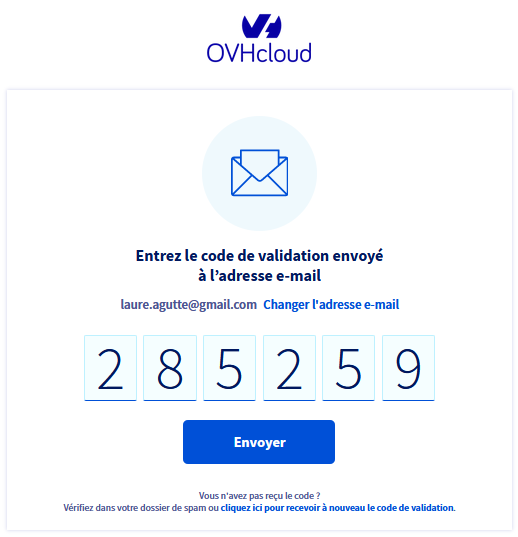 OVHcloud
Entrez le code de validation envoyé
à l’adresse e-mail
laure.agutte@gmail.com Changer l'adresse e-mail
2 8 5 2 5 9
Envoyer
Vous n'avez pas reçu le code ?
Vérifiez dans votre dossier de spam ou cliquez ici pour recevoir à nouveau le code de validation.